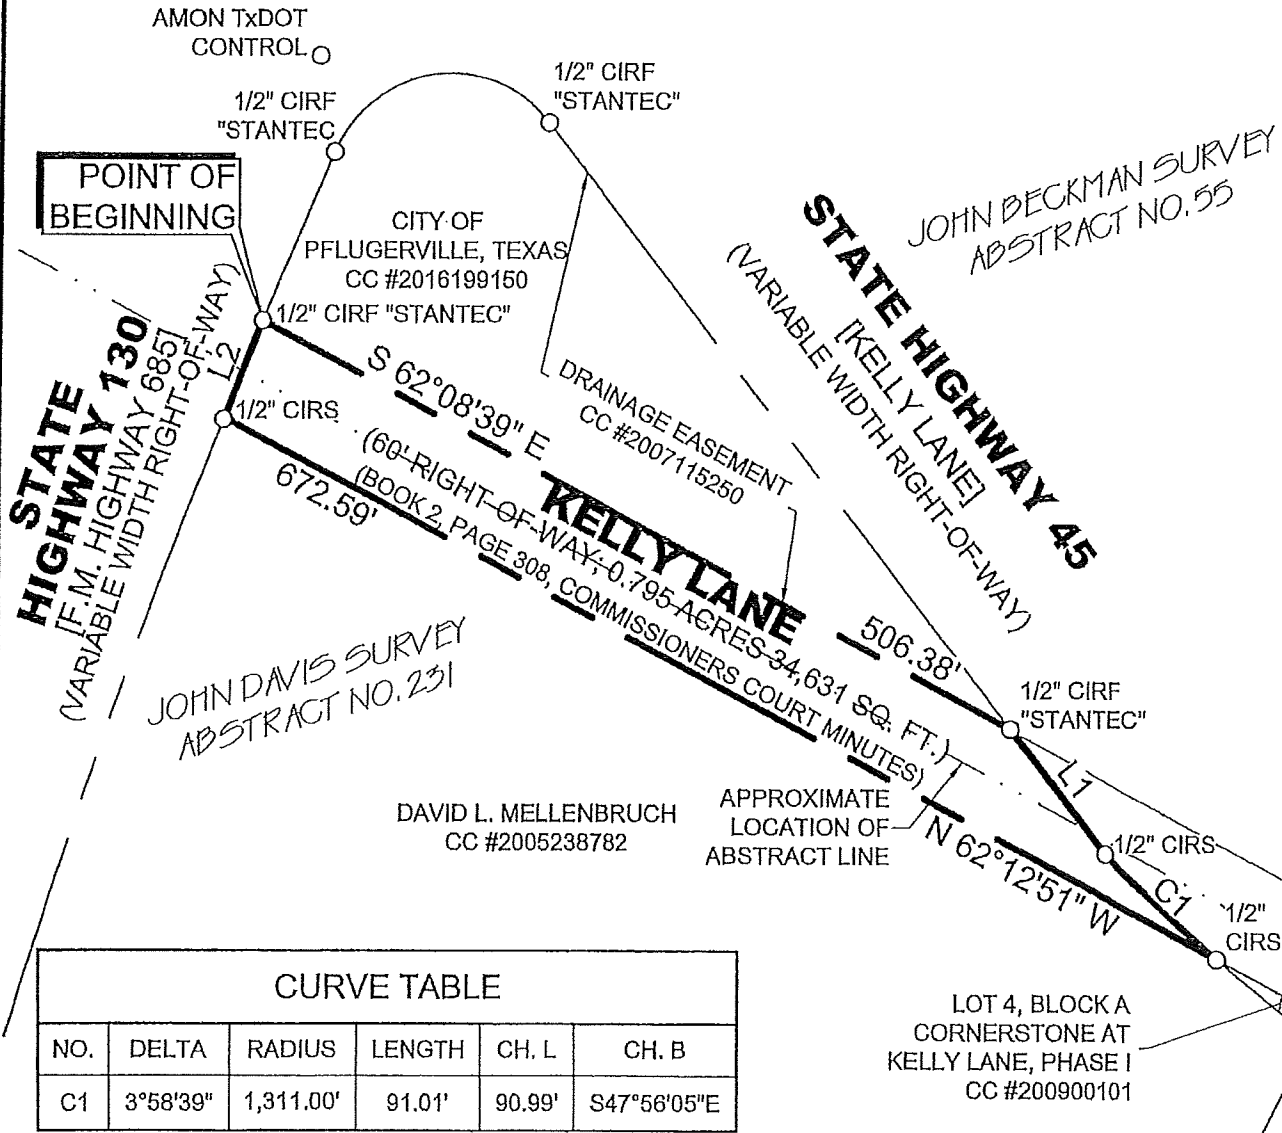 AMON TxDOT
CONTROL
1/2" CIRF
"STANTEC
1/2" CIRF
"STANTEC"
POINT OF
BEGINNING
CITY OF
PFLUGERVILLE, TEXAS
CC #2016199150
1/2" CIRF "STANTEC"
JOHN BECKMAN SURVEY
ABSTRACT NO. 55
STATE HIGHWAY 45
[KELLY LANE]
(VARIABLE WIDTH RIGHT-OF-WAY)
STATE
HIGHWAY 130
[F.M. HIGHWAY 685]
(VARIABLE WIDTH RIGHT-OF-WAY)
L2
1/2" CIRS
S 62°08'39" E
DRAINAGE EASEMENT
CC #2007115250
672.59'
KELLY LANE
(60' RIGHT-OF-WAY; 0.795 ACRES 34,631 SQ. FT.)
(BOOK 2, PAGE 308, COMMISSIONERS COURT MINUTES)
506.38'
JOHN DAVIS SURVEY
ABSTRACT NO. 231
1/2" CIRF
"STANTEC"
L1
DAVID L. MELLENBRUCH
CC #2005238782
APPROXIMATE
LOCATION OF
ABSTRACT LINE
N 62°12'51" W
1/2" CIRS
C1
1/2"
CIRS
LOT 4, BLOCK A
CORNERSTONE AT
KELLY LANE, PHASE I
CC #200900101
CURVE TABLE
NO. DELTA RADIUS LENGTH CH. L CH. B
C1 3°58'39" 1,311.00' 91.01' 90.99' S47°56'05"E